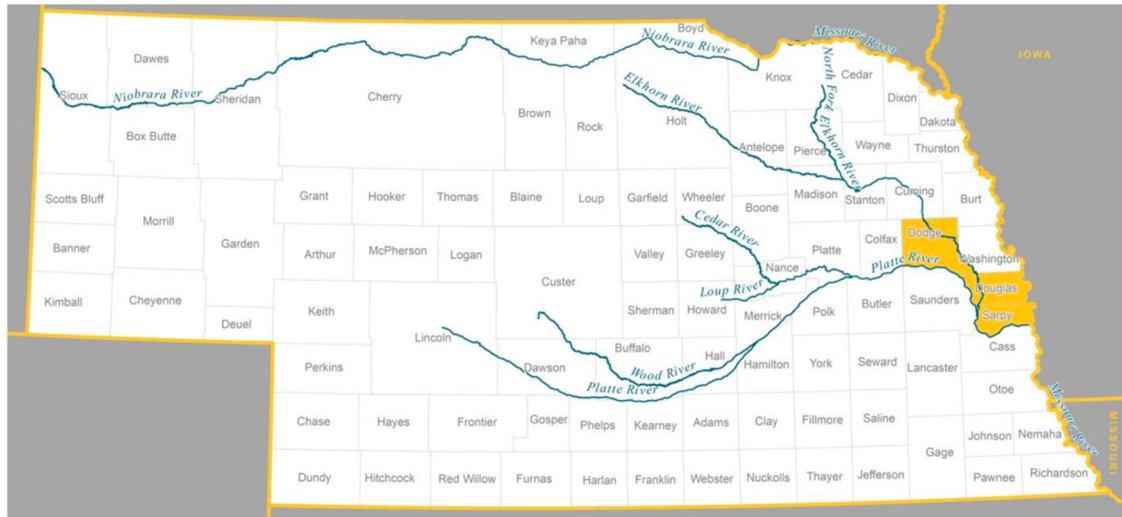 Boyd
Missouri River
Keya Paha
Niobrara River
IOWA
Dawes
Knox
Cedar
North Fork Elkhorn River
Sioux
Niobrara River
Sheridan
Cherry
Elkhorn River
Dixon
Brown
Rock
Holt
Dakota
Box Butte
Antelope
Pierce
Wayne
Thurston
Scotts Bluff
Grant
Hooker
Thomas
Blaine
Loup
Garfield
Wheeler
Madison
Stanton
Cuming
Burt
Morrill
Boone
Banner
Garden
Arthur
McPherson
Logan
Valley
Cedar River
Greeley
Platte
Colfax
Dodge
Washington
Custer
Nance
Platte River
Kimball
Cheyenne
Keith
Loup River
Douglas
Sherman
Howard
Merrick
Polk
Butler
Saunders
Sarpy
Deuel
Lincoln
Buffalo
Hall
Cass
Perkins
Dawson
Wood River
Hamilton
York
Seward
Lancaster
Platte River
Otoe
Missouri River
MISSOURI
Chase
Hayes
Frontier
Gosper
Phelps
Kearney
Adams
Clay
Fillmore
Saline
Johnson
Nemaha
Gage
Dundy
Hitchcock
Red Willow
Furnas
Harlan
Franklin
Webster
Nuckolls
Thayer
Jefferson
Pawnee
Richardson